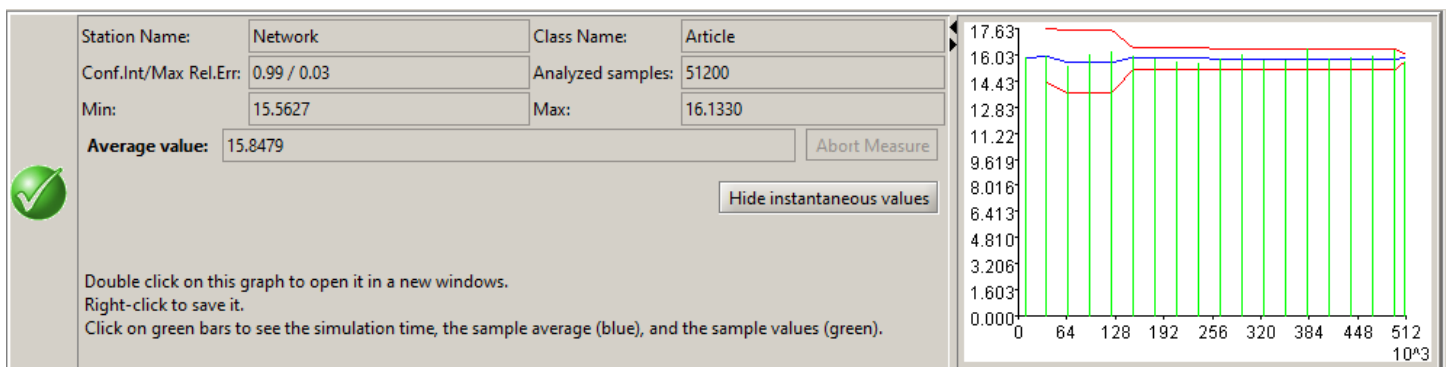 Station Name: Network Class Name: Article
Conf.Int/Max Rel.Err: 0.99 / 0.03 Analyzed samples: 51200
Min: 15.5627 Max: 16.1330
Average value: 15.8479 Abort Measure
Hide instantaneous values
Double click on this graph to open it in a new windows.
Right-click to save it.
Click on green bars to see the simulation time, the sample average (blue), and the sample values (green).
17.63
16.03
14.43
12.83
11.22
9.619
8.016
6.413
4.810
3.206
1.603
0.000
0 64 128 192 256 320 384 448 512
10^3